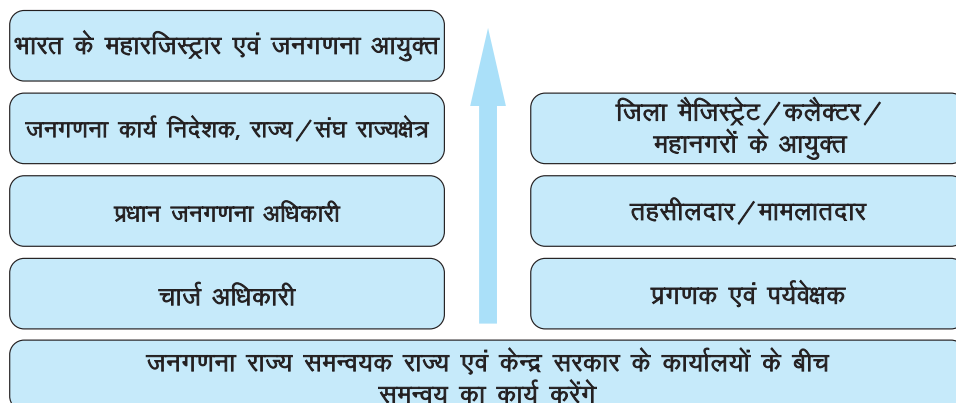 भारत के महारजिस्ट्रार एवं जनगणना आयुक्त
जनगणना कार्य निदेशक, राज्य/संघ राज्यक्षेत्र
प्रधान जनगणना अधिकारी
चार्ज अधिकारी
जिला मैजिस्ट्रेट/कलैक्टर/
महानगरों के आयुक्त
तहसीलदार/मामलातदार
प्रगणक एवं पर्यवेक्षक
जनगणना राज्य समन्वयक राज्य एवं केन्द्र सरकार के कार्यालयों के बीच
समन्वय का कार्य करेंगे